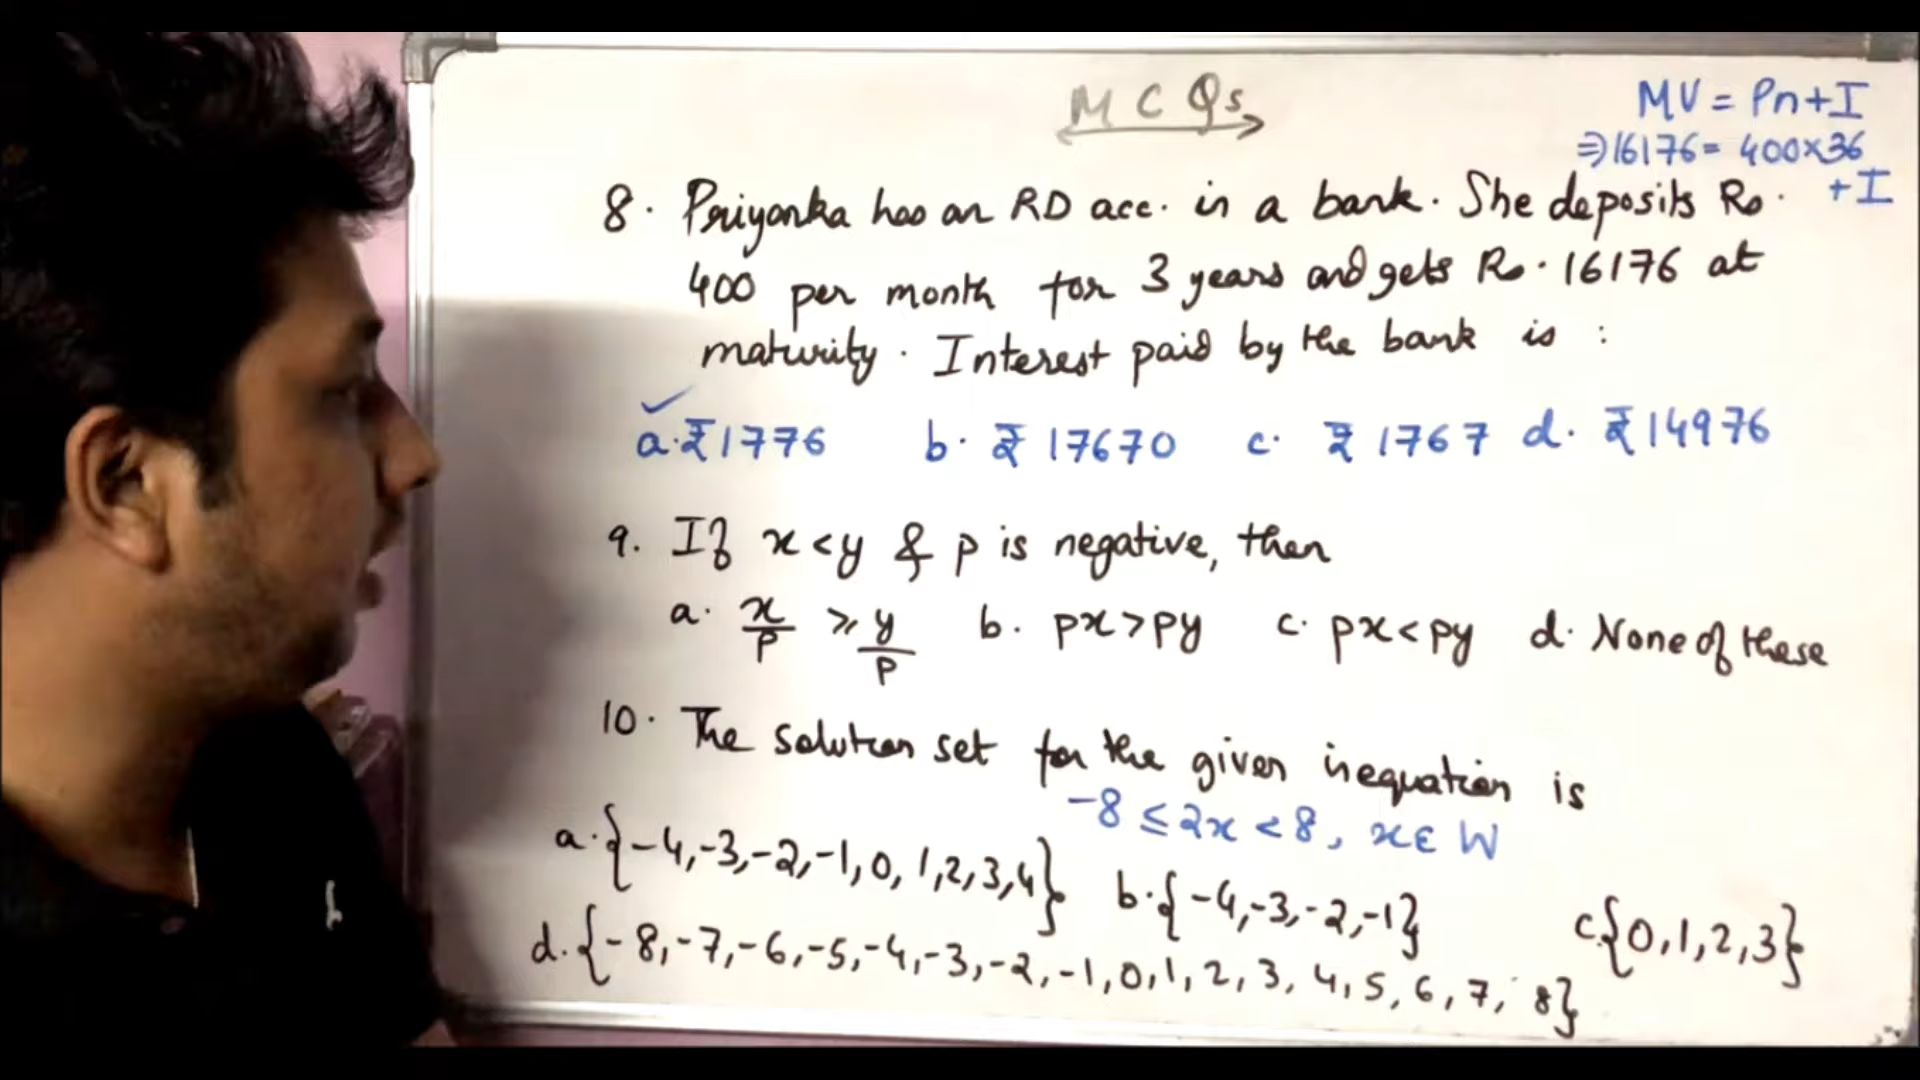 M C Qs
MV = Pn+I
⇒16176 = 400×36
+I
8. Priyanka has an RD acc. in a bank. She deposits Rs.
400 per month for 3 years and gets Rs. 16176 at
maturity. Interest paid by the bank is :
✓
a. ₹1776 b. ₹ 17670 c. ₹ 1767 d. ₹14976
9. If x<y & p is negative, then
a. x/p ⩾ y/p b. px>py c. px<py d. None of these
10. The solution set for the given inequation is
-8 ≤ 2x < 8, x∈ W
a. {-4,-3,-2,-1,0,1,2,3,4} b. {-4,-3,-2,-1} c. {0,1,2,3}
d. {-8,-7,-6,-5,-4,-3,-2,-1,0,1,2,3,4,5,6,7,8}